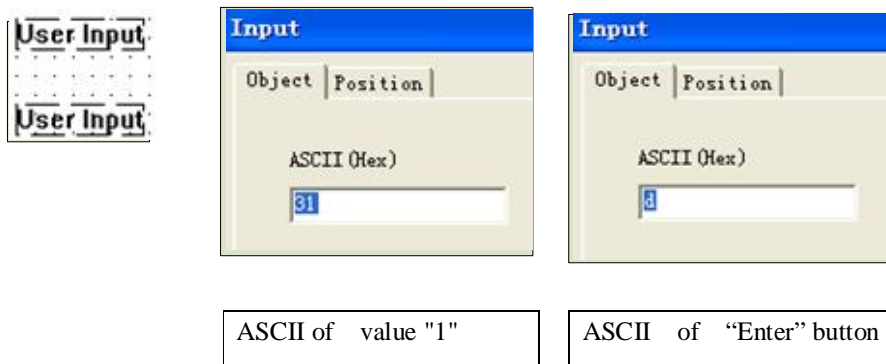 User Input
User Input
Input
Object Position
ASCII(Hex)
31
Input
Object Position
ASCII(Hex)
d
ASCII of value "1"
ASCII of “Enter” button